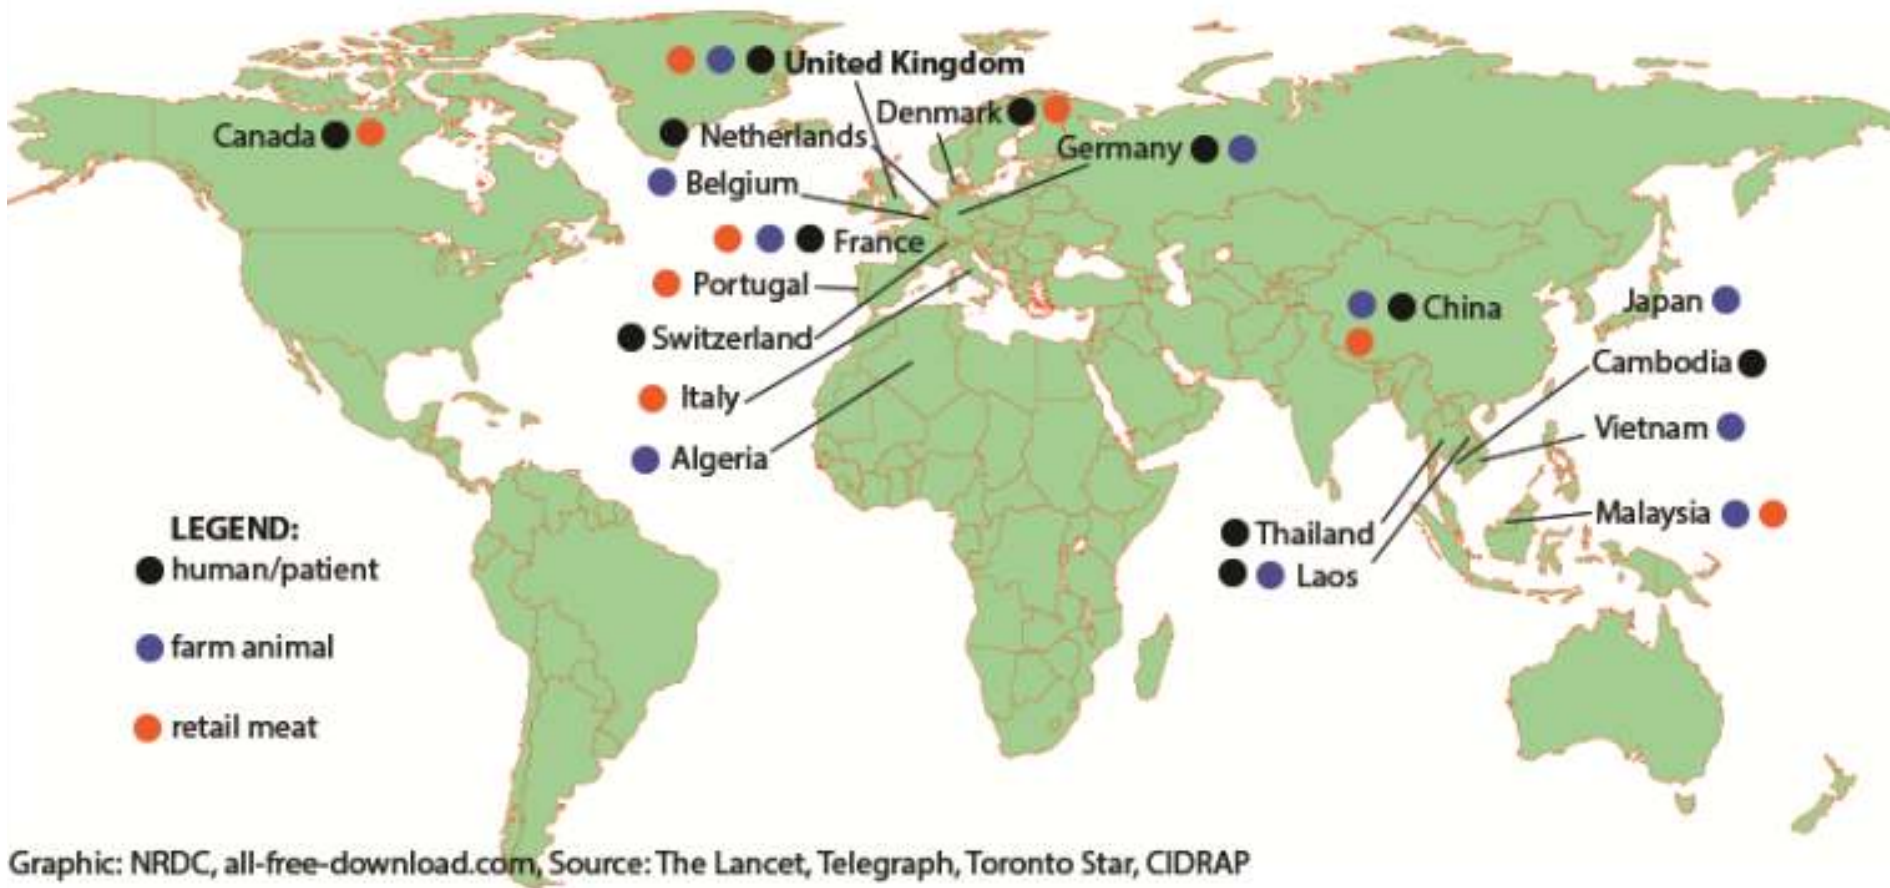 United Kingdom
Denmark
Canada
Netherlands
Germany
Belgium
France
Portugal
China
Japan
Switzerland
Cambodia
Italy
Vietnam
Algeria
Malaysia
Thailand
Laos
LEGEND:
human/patient
farm animal
retail meat
Graphic: NRDC, all-free-download.com, Source: The Lancet, Telegraph, Toronto Star, CIDRAP